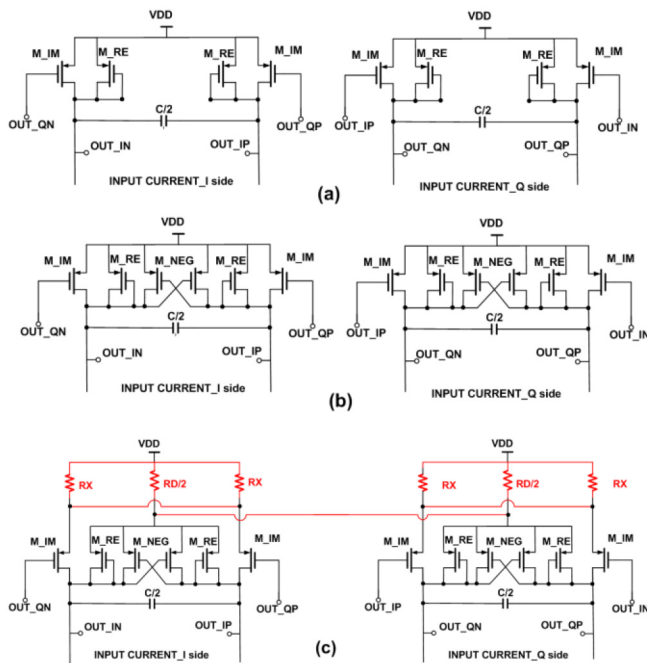 VDD
VDD
M_IM
M_RE
M_RE
M_IM
M_IM
M_RE
M_RE
M_IM
C/2
C/2
OUT_QN
OUT_QP
OUT_IP
OUT_IN
OUT_IN
OUT_IP
OUT_QN
OUT_QP
INPUT CURRENT_I side
INPUT CURRENT_Q side
(a)
VDD
VDD
M_IM
M_RE
M_NEG
M_RE
M_IM
M_IM
M_RE
M_NEG
M_RE
M_IM
C/2
C/2
OUT_QN
OUT_QP
OUT_IP
OUT_IN
OUT_IN
OUT_IP
OUT_QN
OUT_QP
INPUT CURRENT_I side
INPUT CURRENT_Q side
(b)
VDD
VDD
RX
RD/2
RX
RX
RD/2
RX
M_IM
M_RE
M_NEG
M_RE
M_IM
M_IM
M_RE
M_NEG
M_RE
M_IM
C/2
C/2
OUT_QN
OUT_QP
OUT_IP
OUT_IN
OUT_IN
OUT_IP
OUT_QN
OUT_QP
INPUT CURRENT_I side
(c)
INPUT CURRENT_Q side